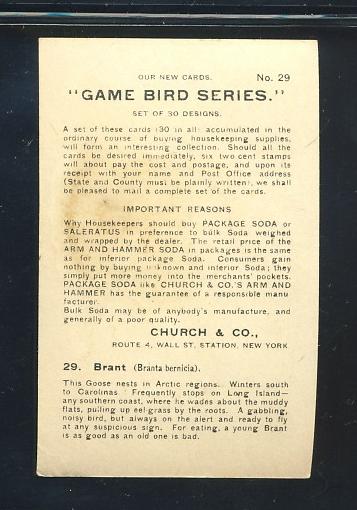 OUR NEW CARDS. No. 29
"GAME BIRD SERIES."
SET OF 30 DESIGNS.
A set of these cards (30 in all) accumulated in the
ordinary course of buying housekeeping supplies,
will form an interesting collection. Should all the
cards be desired immediately, six two cent stamps
will about pay the cost and postage, and upon its
receipt with your name and Post Office address
(State and County must be plainly written), we shall
be pleased to mail a complete set of the cards.
IMPORTANT REASONS
Why Housekeepers should buy PACKAGE SODA or
SALERATUS in preference to bulk Soda weighed
and wrapped by the dealer. The retail price of the
ARM AND HAMMER SODA in packages is the same
as for inferior package Soda. Consumers gain
nothing by buying unknown and inferior Soda; they
simply put more money into the merchants' pockets.
PACKAGE SODA like CHURCH & CO.'S ARM AND
HAMMER has the guarantee of a responsible manu-
facturer.
Bulk Soda may be of anybody's manufacture, and
generally of a poor quality.
CHURCH & CO.,
ROUTE 4, WALL ST. STATION, NEW YORK
29. Brant (Branta bernicia).
This Goose nests in Arctic regions. Winters south
to Carolinas. Frequently stops on Long Island—
any southern coast, where he wades about the muddy
flats, pulling up eel-grass by the roots. A gabbling,
noisy bird, but always on the alert and ready to fly
at any suspicious sign. For eating, a young Brant
is as good as an old one is bad.